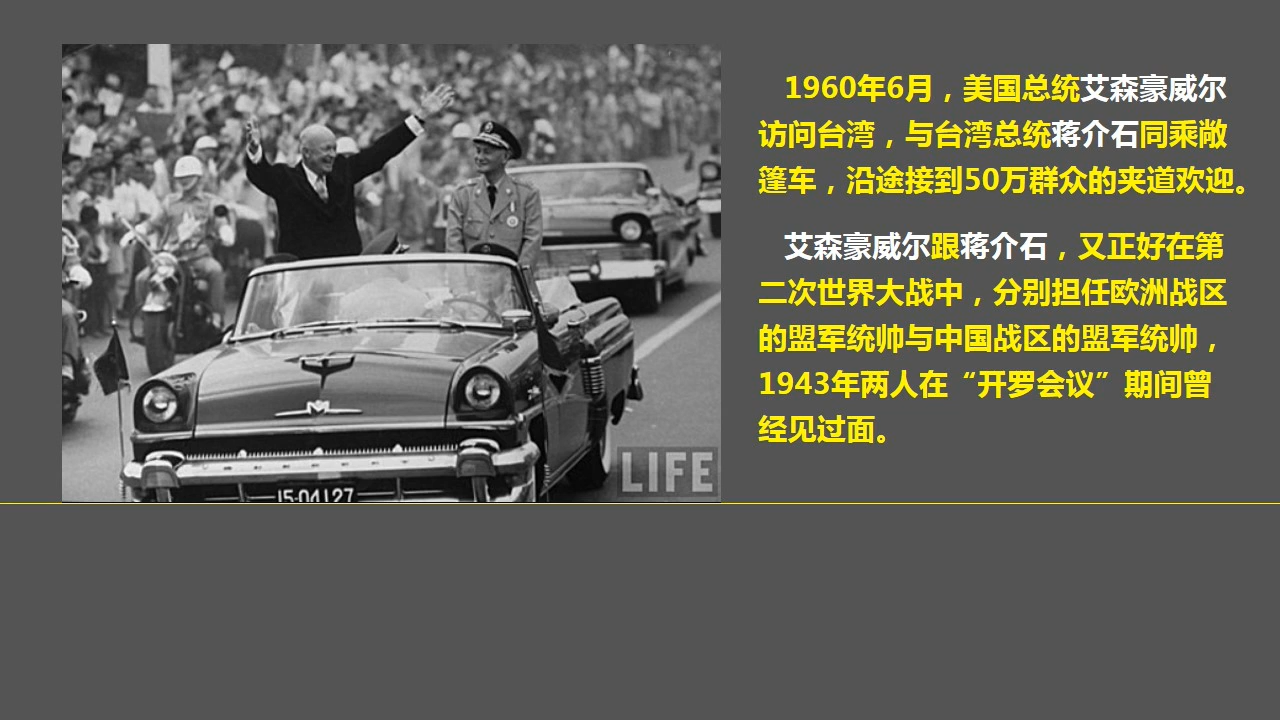 1960年6月，美国总统艾森豪威尔
访问台湾，与台湾总统蒋介石同乘敞
篷车，沿途接到50万群众的夹道欢迎。
艾森豪威尔跟蒋介石，又正好在第
二次世界大战中，分别担任欧洲战区
的盟军统帅与中国战区的盟军统帅，
1943年两人在“开罗会议”期间曾
经见过面。
LIFE
15-04127